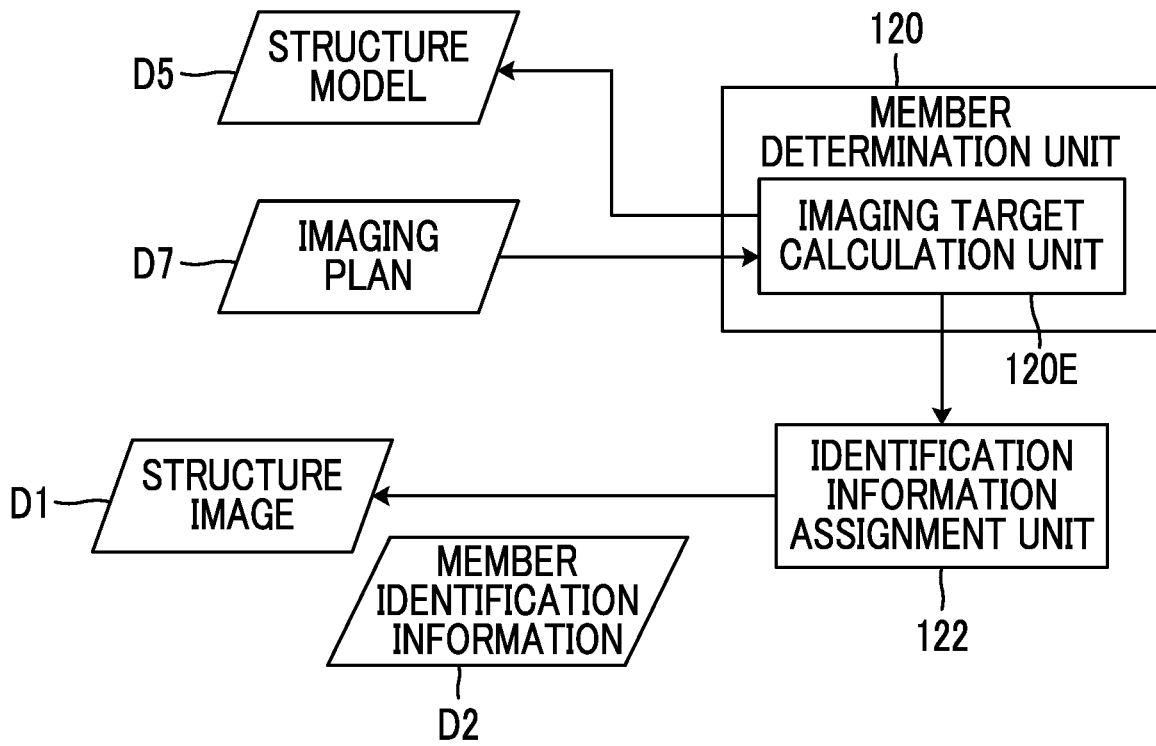 120
D5
STRUCTURE
MODEL
MEMBER
DETERMINATION UNIT
D7
IMAGING
PLAN
IMAGING TARGET
CALCULATION UNIT
120E
D1
STRUCTURE
IMAGE
IDENTIFICATION
INFORMATION
ASSIGNMENT UNIT
122
MEMBER
IDENTIFICATION
INFORMATION
D2